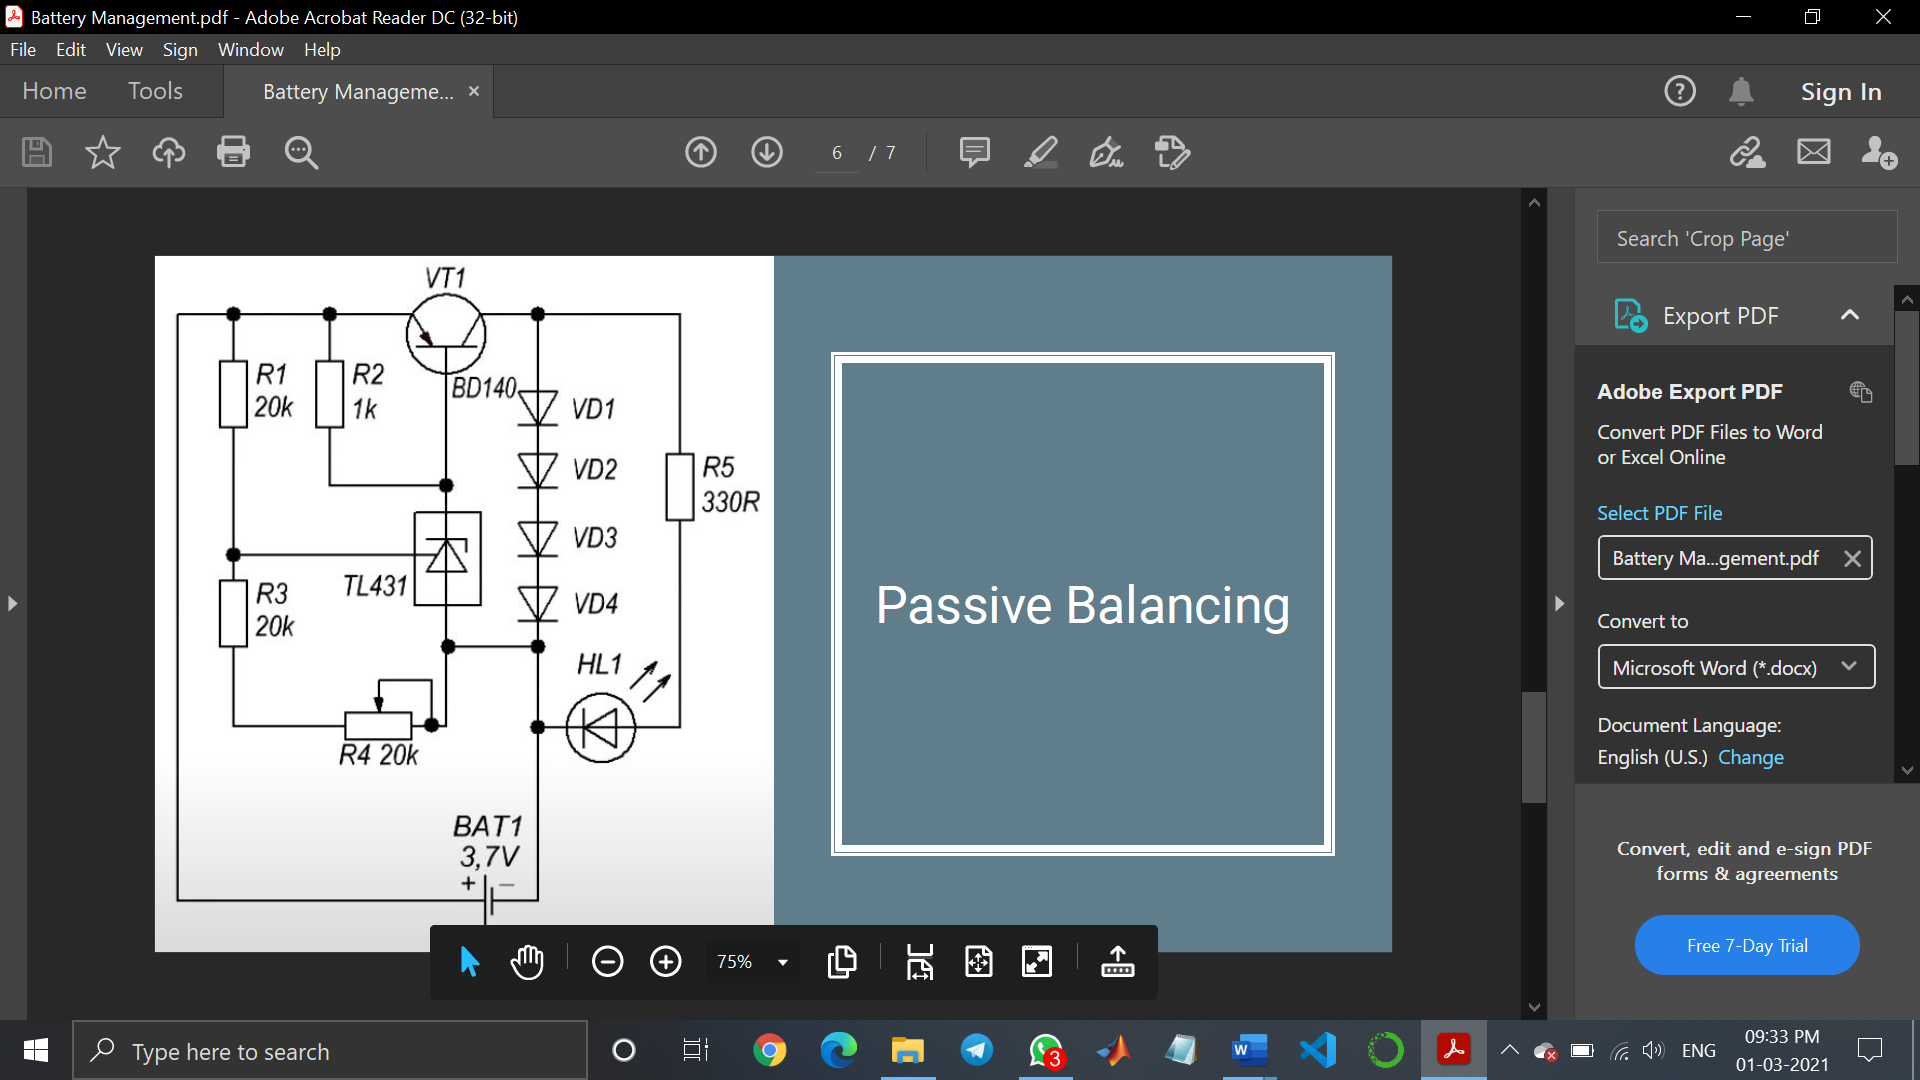 Battery Management.pdf - Adobe Acrobat Reader DC (32-bit)
File Edit View Sign Window Help
Home Tools Battery Manageme... × ? Sign In
6 / 7
VT1
R1
20k
R2
1k
BD140
VD1
VD2
R5
330R
VD3
TL431
R3
20k
VD4
HL1
R4 20k
BAT1
3,7V
+ −
Passive Balancing
Search 'Crop Page'
Export PDF
Adobe Export PDF
Convert PDF Files to Word
or Excel Online
Select PDF File
Battery Ma...gement.pdf
Convert to
Microsoft Word (*.docx)
Document Language:
English (U.S.) Change
Convert, edit and e-sign PDF
forms & agreements
Free 7-Day Trial
75%
Type here to search
3
W
ENG
09:33 PM
01-03-2021